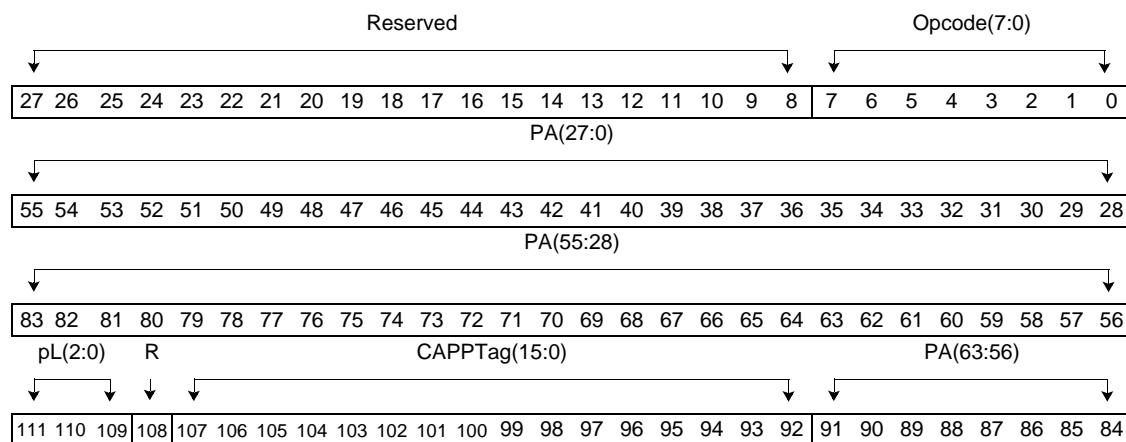 Reserved Opcode(7:0)
27 26 25 24 23 22 21 20 19 18 17 16 15 14 13 12 11 10 9 8 7 6 5 4 3 2 1 0
PA(27:0)
55 54 53 52 51 50 49 48 47 46 45 44 43 42 41 40 39 38 37 36 35 34 33 32 31 30 29 28
PA(55:28)
83 82 81 80 79 78 77 76 75 74 73 72 71 70 69 68 67 66 65 64 63 62 61 60 59 58 57 56
pL(2:0) R CAPPTag(15:0) PA(63:56)
111 110 109 108 107 106 105 104 103 102 101 100 99 98 97 96 95 94 93 92 91 90 89 88 87 86 85 84